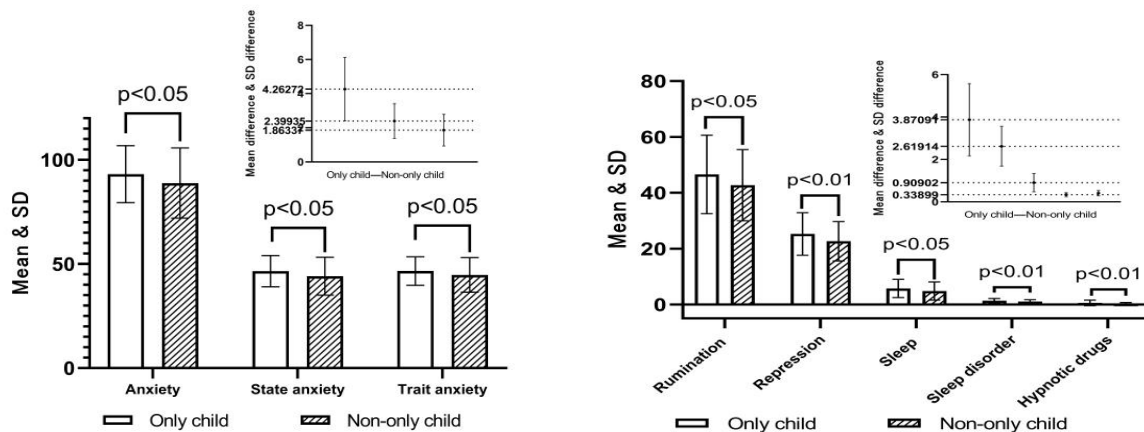 Mean & SD
100
50
0
p<0.05
p<0.05
p<0.05
Anxiety
State anxiety
Trait anxiety
Only child
Non-only child
Mean difference & SD difference
8
6
4.26272
4
2.39935
2
1.86337
0
Only child—Non-only child
Mean & SD
80
60
40
20
0
p<0.05
p<0.01
p<0.05
p<0.01
p<0.01
Rumination
Repression
Sleep
Sleep disorder
Hypnotic drugs
Only child
Non-only child
Mean difference & SD difference
6
4
3.87091
2.61914
2
0.90902
0.33899
0
Only child—Non-only child